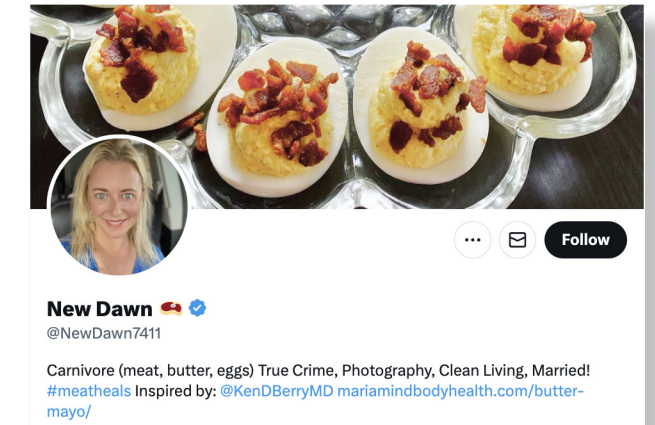 Follow
New Dawn 🥩
@NewDawn7411
Carnivore (meat, butter, eggs) True Crime, Photography, Clean Living, Married!
#meatheals Inspired by: @KenDBerryMD mariamindbodyhealth.com/butter-
mayo/